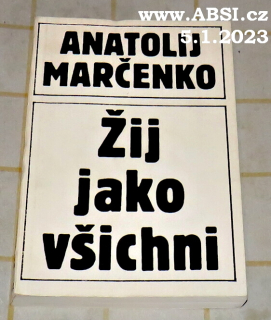 www.ABSI.cz
5.1.2023
ANATOLIJ
MARČENKO
Žij
jako
všichni